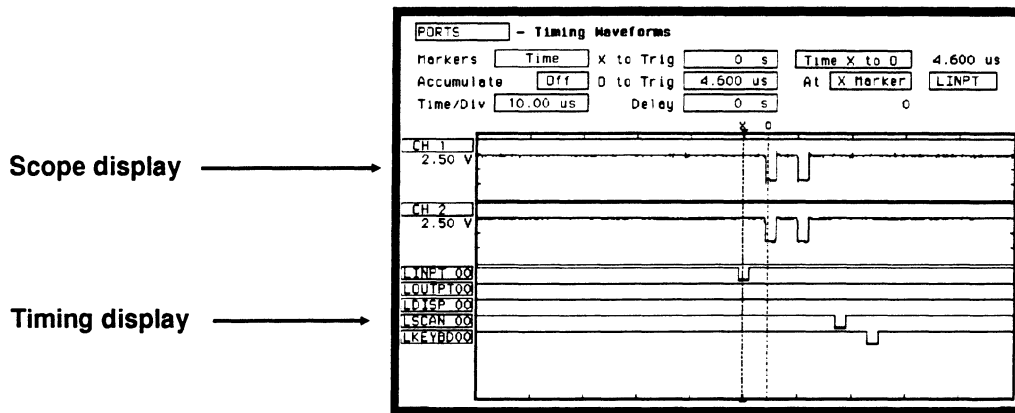 PORTS - Timing Waveforms
Markers Time X to Trig 0 s Time X to O 4.600 us
Accumulate Off O to Trig 4.600 us At X Marker LINPT
Time/Div 10.00 us Delay 0 s 0
X O
CH 1
2.50 V
Scope display
CH 2
2.50 V
LINPT 00
LOUTPT00
LDISP 00
Timing display
LSCAN 00
LKEYBD00